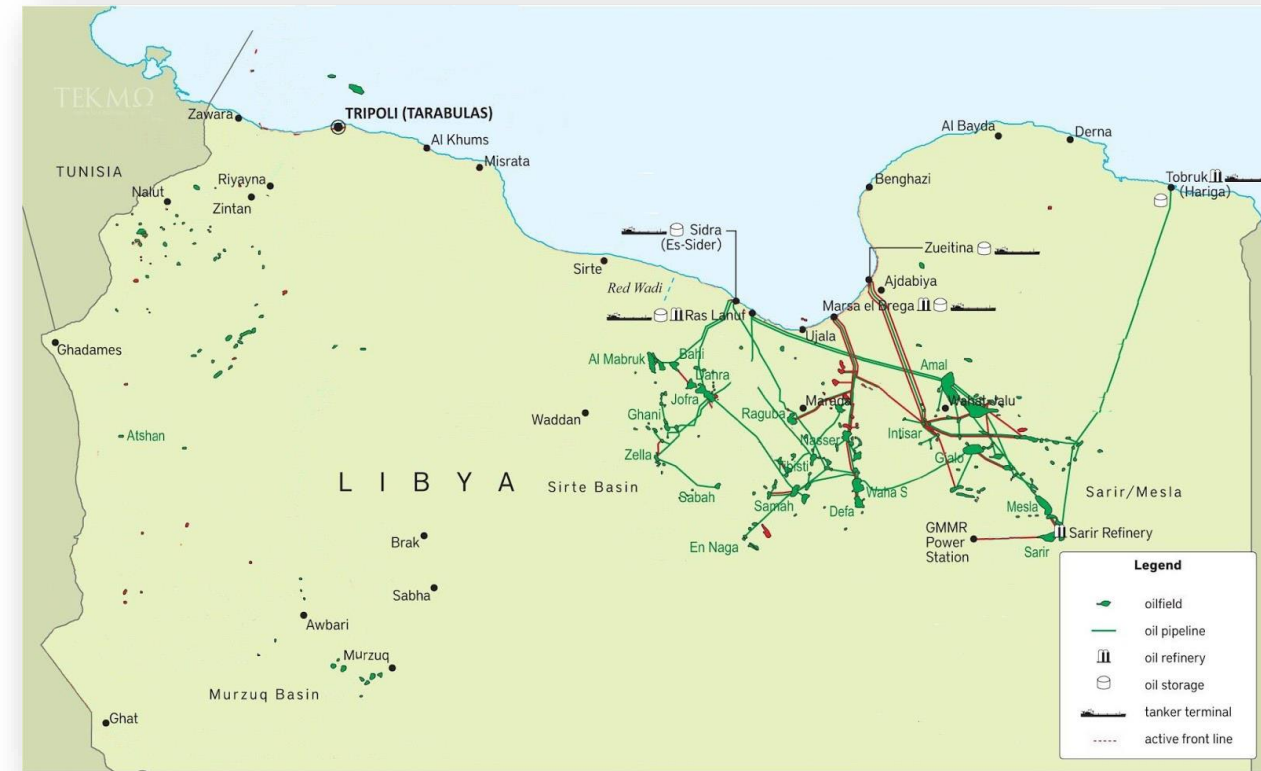 TEKMΩ
Zawara
TRIPOLI (TARABULAS)
Al Khums
Misrata
TUNISIA
Riyayna
Nalut
Zintan
Al Bayda
Derna
Benghazi
Tobruk
(Hariga)
Sidra
(Es-Sider)
Zueitina
Sirte
Red Wadi
Ajdabiya
Marsa el Brega
Ras Lanuf
Ujala
Ghadames
Al Mabruk
Bahi
Dahra
Amal
Jofra
Waddan
Ghani
Raguba
Marada
Atshan
Nasser
Intisar
Zella
Tibisti
Gialo
LIBYA
Sirte Basin
Sabah
Samah
Waha S
Defa
Mesla
Sarir/Mesla
En Naga
GMMR
Power
Station
Sarir Refinery
Sarir
Brak
Sabha
Awbari
Murzuq
Murzuq Basin
Ghat
Legend
oilfield
oil pipeline
oil refinery
oil storage
tanker terminal
active front line